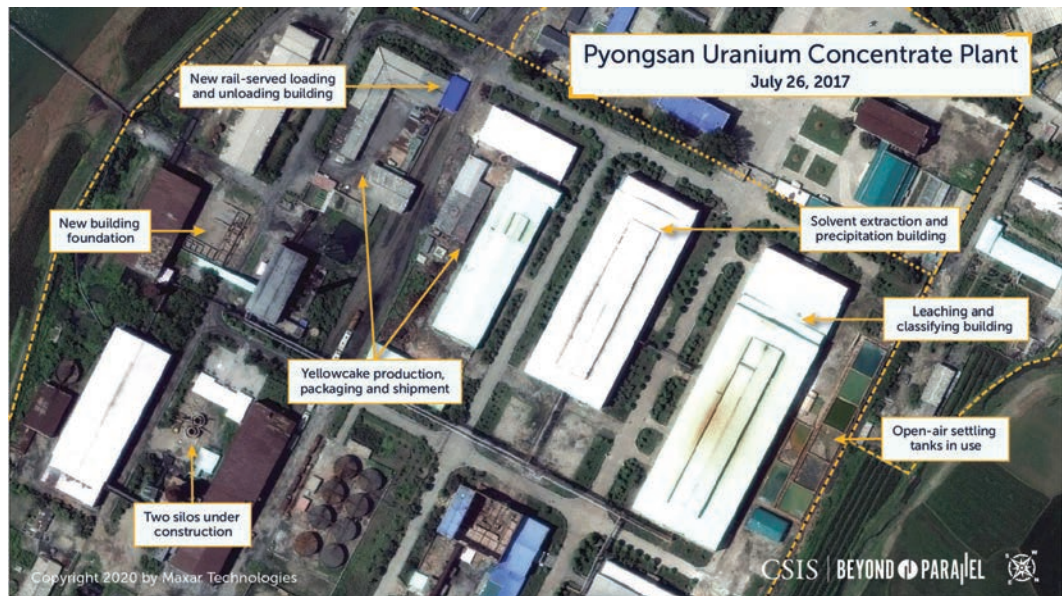 Pyongsan Uranium Concentrate Plant
July 26, 2017
New rail-served loading
and unloading building
New building
foundation
Solvent extraction and
precipitation building
Leaching and
classifying building
Yellowcake production,
packaging and shipment
Open-air settling
tanks in use
Two silos under
construction
Copyright 2020 by Maxar Technologies
CSIS | BEYOND PARALLEL